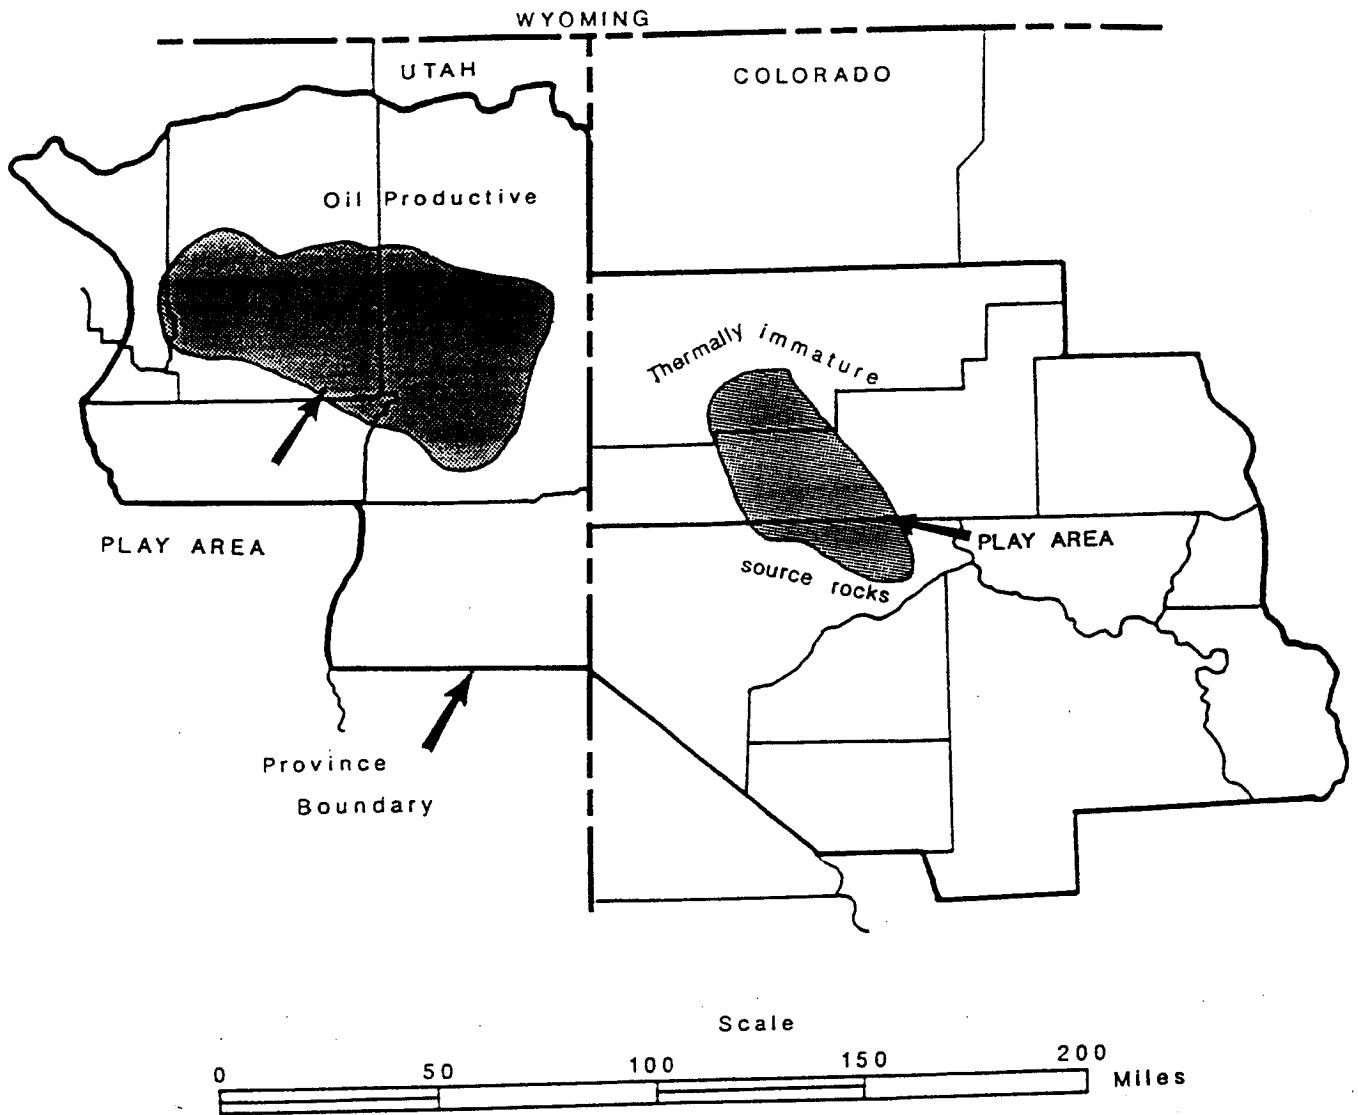 WYOMING
UTAH
COLORADO
Oil Productive
Thermally immature
source rocks
PLAY AREA
PLAY AREA
Province
Boundary
Scale
0 50 100 150 200
Miles